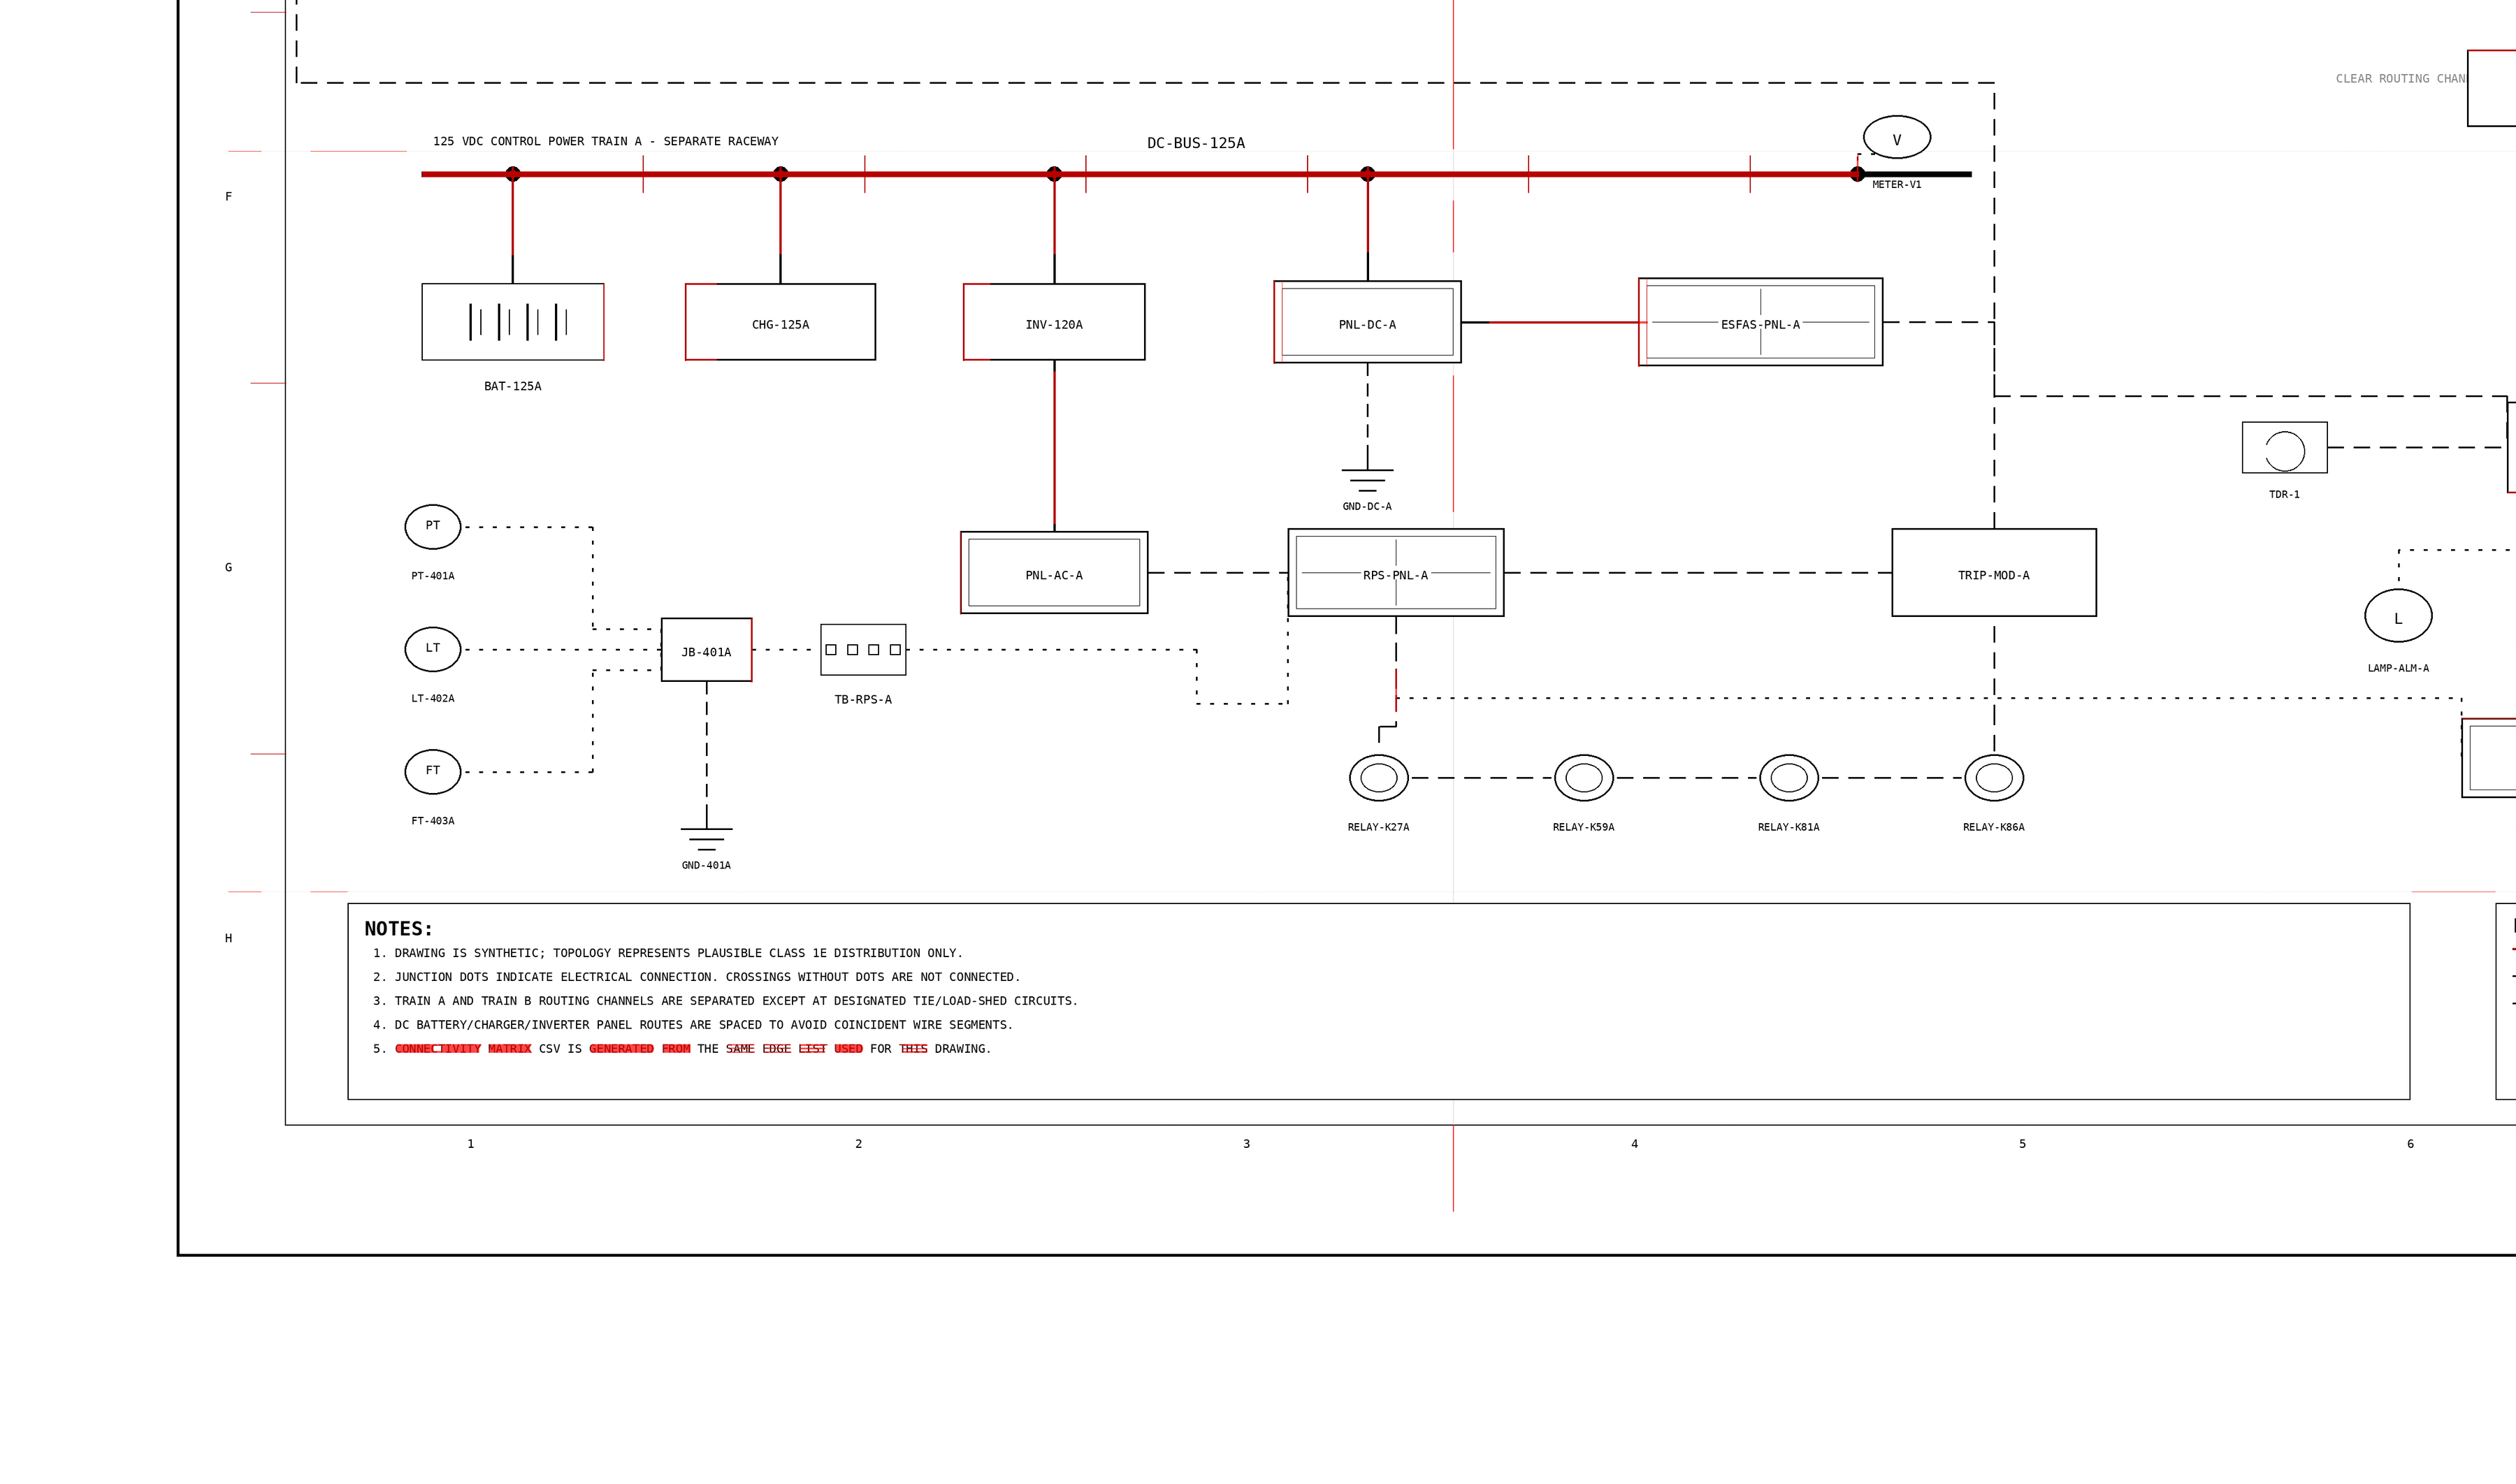 CLEAR ROUTING CHAN
125 VDC CONTROL POWER TRAIN A - SEPARATE RACEWAY
DC-BUS-125A
V
METER-V1
F
CHG-125A
INV-120A
PNL-DC-A
ESFAS-PNL-A
BAT-125A
TDR-1
GND-DC-A
PT
PT-401A
G
PNL-AC-A
RPS-PNL-A
TRIP-MOD-A
L
LAMP-ALM-A
LT
LT-402A
JB-401A
TB-RPS-A
FT
FT-403A
RELAY-K27A
RELAY-K59A
RELAY-K81A
RELAY-K86A
GND-401A
H
NOTES:
1. DRAWING IS SYNTHETIC; TOPOLOGY REPRESENTS PLAUSIBLE CLASS 1E DISTRIBUTION ONLY.
2. JUNCTION DOTS INDICATE ELECTRICAL CONNECTION. CROSSINGS WITHOUT DOTS ARE NOT CONNECTED.
3. TRAIN A AND TRAIN B ROUTING CHANNELS ARE SEPARATED EXCEPT AT DESIGNATED TIE/LOAD-SHED CIRCUITS.
4. DC BATTERY/CHARGER/INVERTER PANEL ROUTES ARE SPACED TO AVOID COINCIDENT WIRE SEGMENTS.
5. CONNECTIVITY MATRIX CSV IS GENERATED FROM THE SAME EDGE LIST USED FOR THIS DRAWING.
1 2 3 4 5 6